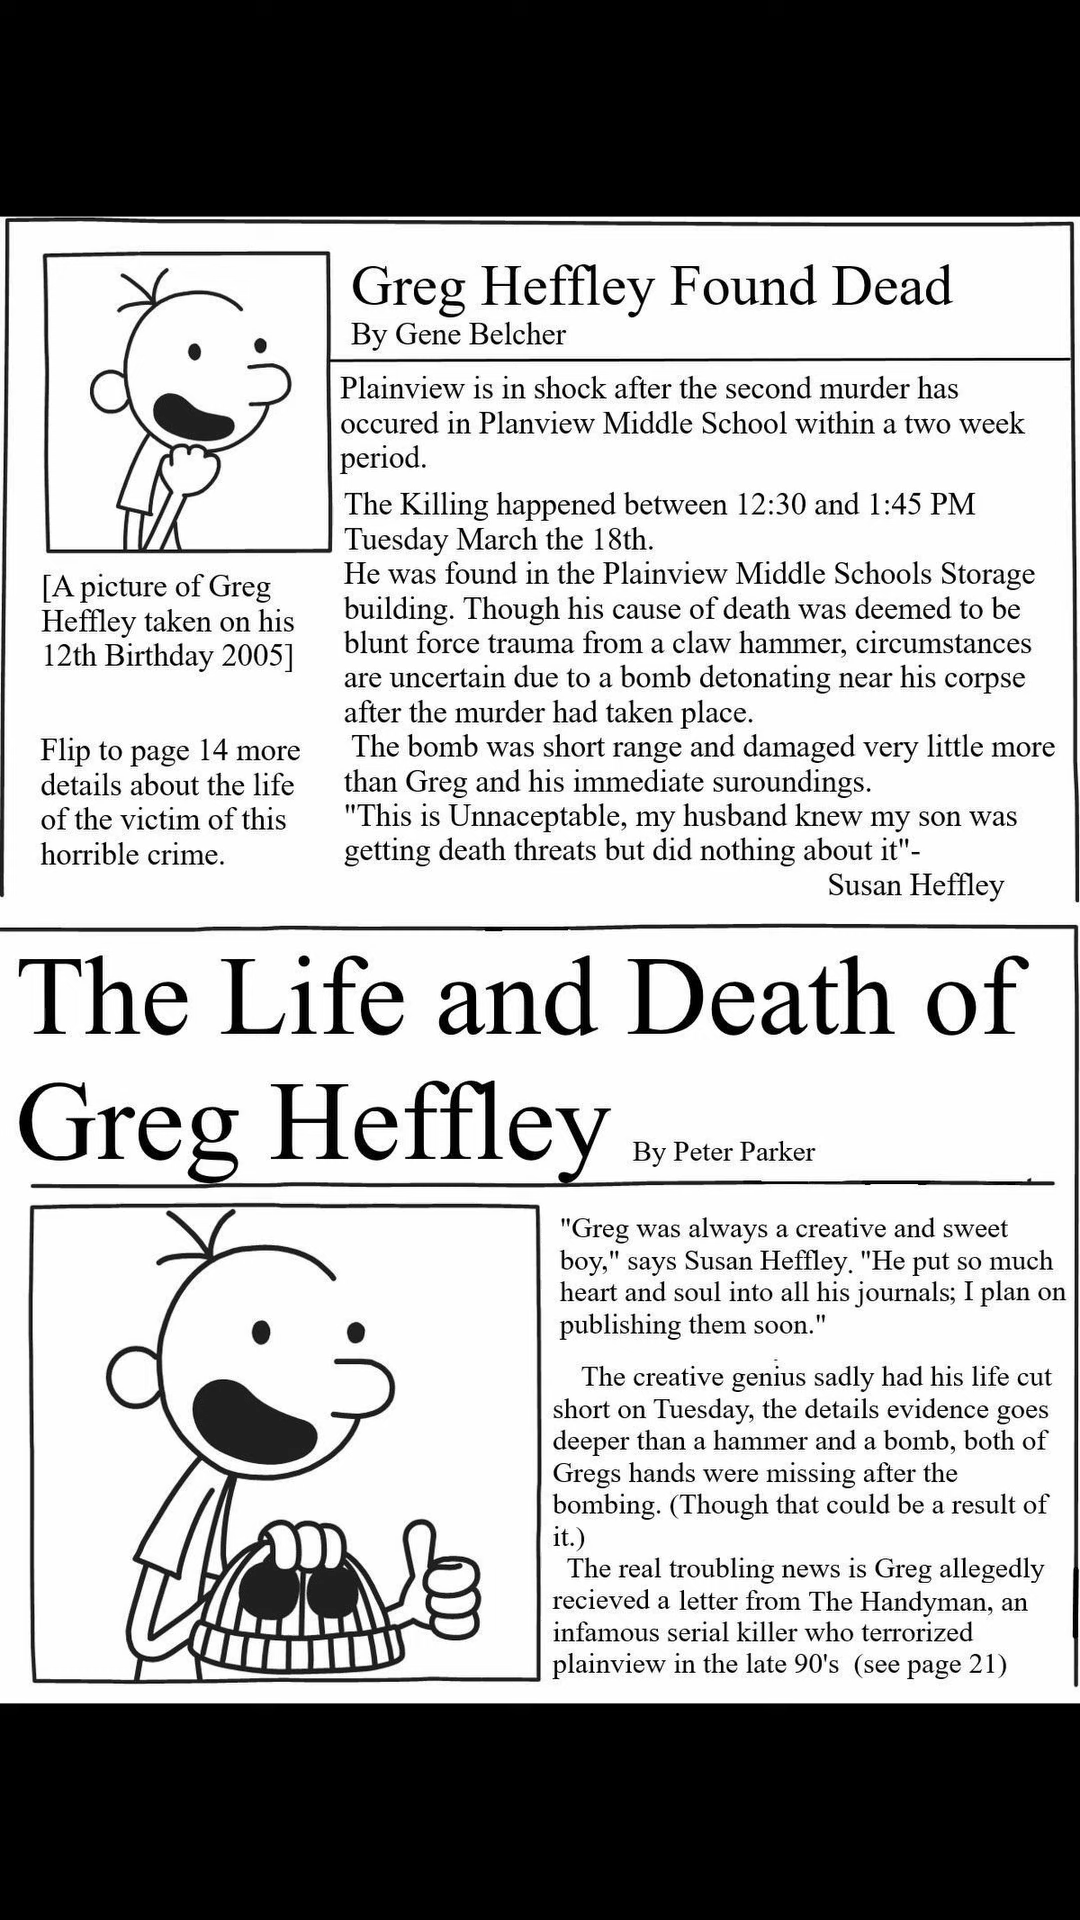 Greg Heffley Found Dead
By Gene Belcher
Plainview is in shock after the second murder has
occured in Planview Middle School within a two week
period.
The Killing happened between 12:30 and 1:45 PM
Tuesday March the 18th.
He was found in the Plainview Middle Schools Storage
building. Though his cause of death was deemed to be
blunt force trauma from a claw hammer, circumstances
are uncertain due to a bomb detonating near his corpse
after the murder had taken place.
The bomb was short range and damaged very little more
than Greg and his immediate suroundings.
"This is Unnaceptable, my husband knew my son was
getting death threats but did nothing about it"-
Susan Heffley
[A picture of Greg
Heffley taken on his
12th Birthday 2005]
Flip to page 14 more
details about the life
of the victim of this
horrible crime.
The Life and Death of
Greg Heffley
By Peter Parker
"Greg was always a creative and sweet
boy," says Susan Heffley. "He put so much
heart and soul into all his journals; I plan on
publishing them soon."
The creative genius sadly had his life cut
short on Tuesday, the details evidence goes
deeper than a hammer and a bomb, both of
Gregs hands were missing after the
bombing. (Though that could be a result of
it.)
The real troubling news is Greg allegedly
recieved a letter from The Handyman, an
infamous serial killer who terrorized
plainview in the late 90's (see page 21)